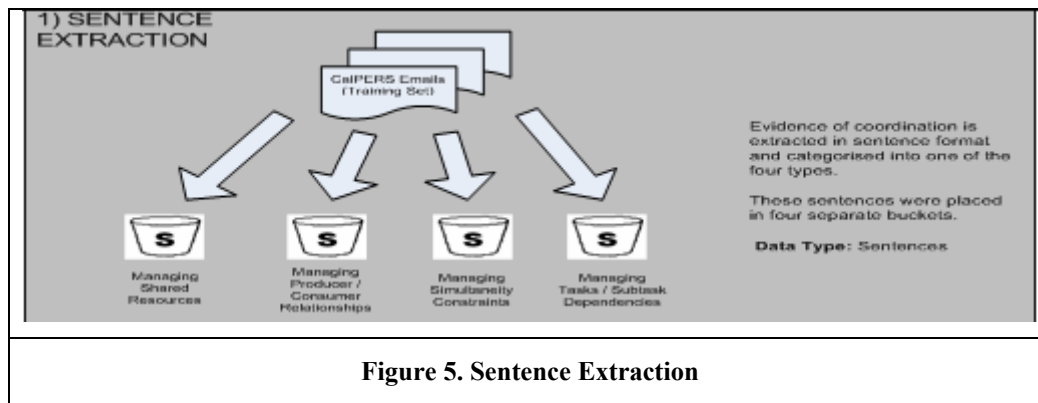 1) SENTENCE
EXTRACTION
CalPERS Emails
(Training Set)
Evidence of coordination is
extracted in sentence format
and categorised into one of the
four types.
These sentences were placed
in four separate buckets.
Data Type: Sentences
S
S
S
S
Managing
Shared
Resources
Managing
Producer /
Consumer
Relationships
Managing
Simultaneity
Constraints
Managing
Tasks / Subtask
Dependencies
Figure 5. Sentence Extraction